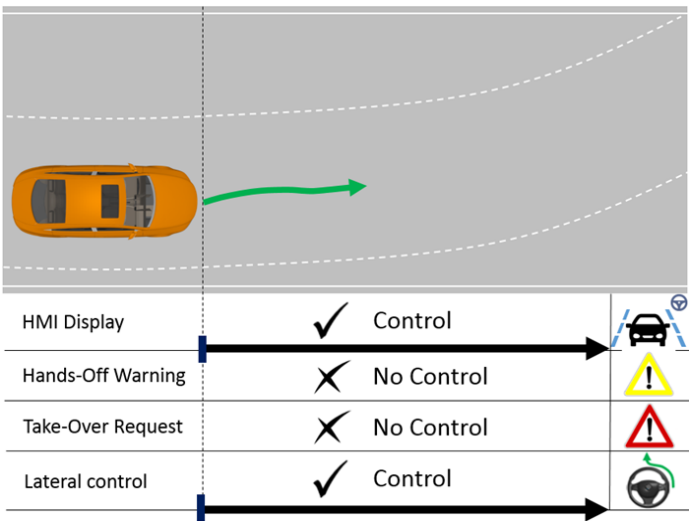 HMI Display ✓ Control
Hands-Off Warning ✗ No Control
Take-Over Request ✗ No Control
Lateral control ✓ Control